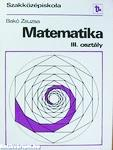 Szakközépiskola
Bakó Zsuzsa
Matematika
III. osztály